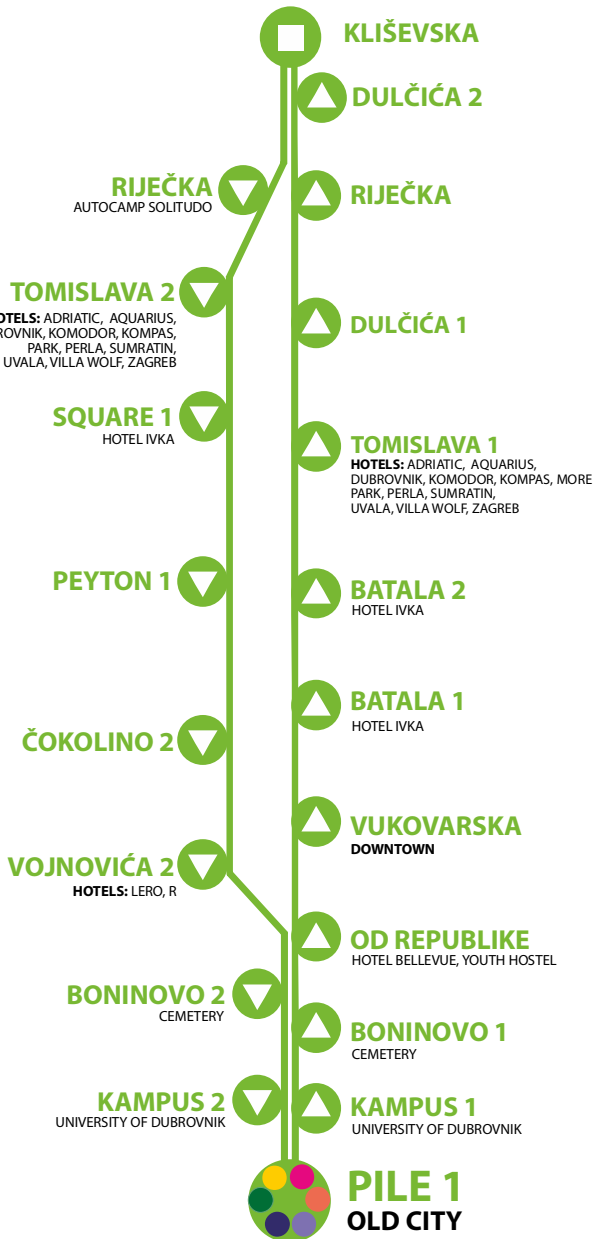 KLIŠEVSKA
DULČIĆA 2
RIJEČKA
AUTOCAMP SOLITUDO
RIJEČKA
TOMISLAVA 2
ADRIATIC, AQUARIUS,
KOMODOR, KOMPAS,
PARK, PERLA, SUMRATIN,
UVALA, VILLA WOLF, ZAGREB
DULČIĆA 1
SQUARE 1
HOTEL IVKA
TOMISLAVA 1
HOTELS: ADRIATIC, AQUARIUS,
DUBROVNIK, KOMODOR, KOMPAS, MORE
PARK, PERLA, SUMRATIN,
UVALA, VILLA WOLF, ZAGREB
PEYTON 1
BATALA 2
HOTEL IVKA
BATALA 1
HOTEL IVKA
ČOKOLINO 2
VUKOVARSKA
DOWNTOWN
VOJNOVIĆA 2
HOTELS: LERO, R
OD REPUBLIKE
HOTEL BELLEVUE, YOUTH HOSTEL
BONINOVO 2
CEMETERY
BONINOVO 1
CEMETERY
KAMPUS 2
UNIVERSITY OF DUBROVNIK
KAMPUS 1
UNIVERSITY OF DUBROVNIK
PILE 1
OLD CITY